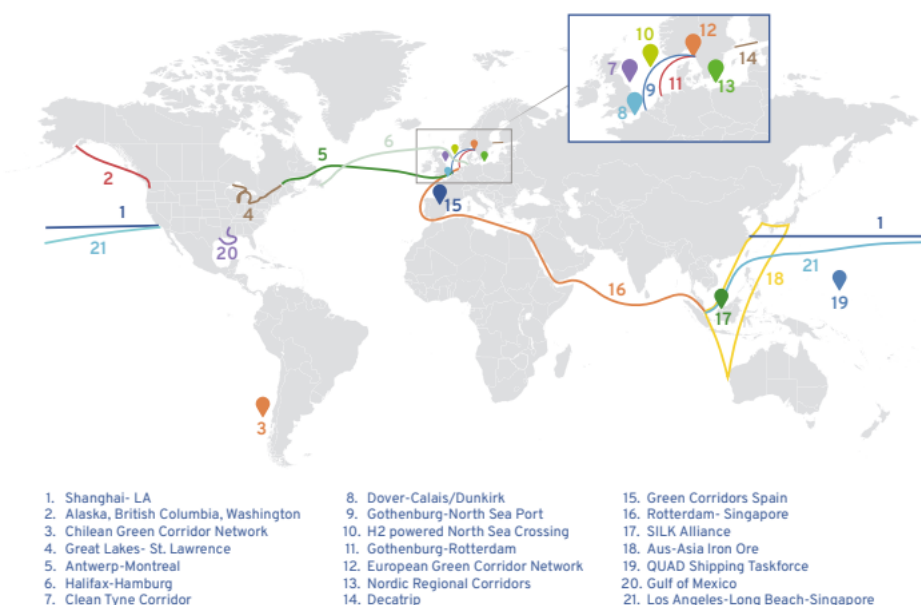 10
12
7
14
9
11
13
8
6
5
2
4
15
1
1
21
20
21
16
18
17
19
3
1. Shanghai- LA
2. Alaska, British Columbia, Washington
3. Chilean Green Corridor Network
4. Great Lakes- St. Lawrence
5. Antwerp-Montreal
6. Halifax-Hamburg
7. Clean Tyne Corridor
8. Dover-Calais/Dunkirk
9. Gothenburg-North Sea Port
10. H2 powered North Sea Crossing
11. Gothenburg-Rotterdam
12. European Green Corridor Network
13. Nordic Regional Corridors
14. Decatrip
15. Green Corridors Spain
16. Rotterdam- Singapore
17. SILK Alliance
18. Aus-Asia Iron Ore
19. QUAD Shipping Taskforce
20. Gulf of Mexico
21. Los Angeles-Long Beach-Singapore